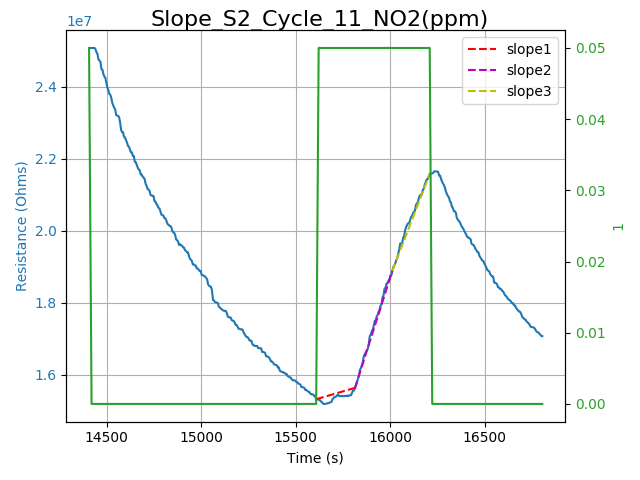 Slope_S2_Cycle_11_NO2(ppm)
1e7
slope1
slope2
slope3
2.4
2.2
2.0
1.8
1.6
Resistance (Ohms)
0.05
0.04
0.03
0.02
0.01
0.00
1
14500 15000 15500 16000 16500
Time (s)